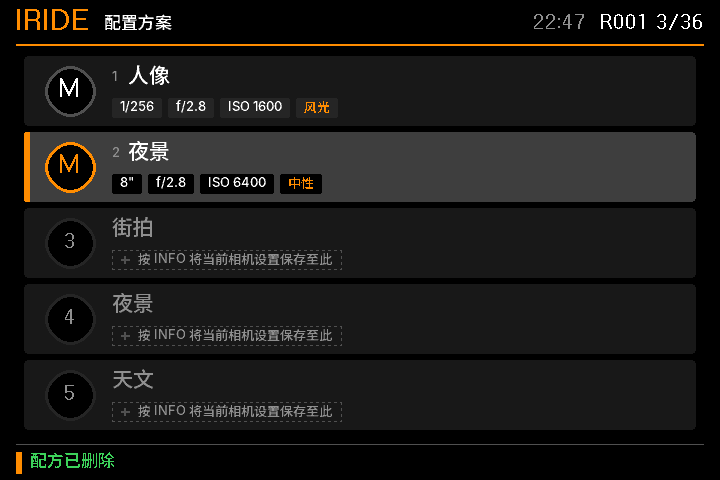 IRIDE 配置方案 22:47 R001 3/36
M 1 人像
1/256 f/2.8 ISO 1600 风光
M 2 夜景
8" f/2.8 ISO 6400 中性
3 街拍
+ 按 INFO 将当前相机设置保存至此
4 夜景
+ 按 INFO 将当前相机设置保存至此
5 天文
+ 按 INFO 将当前相机设置保存至此
配方已删除